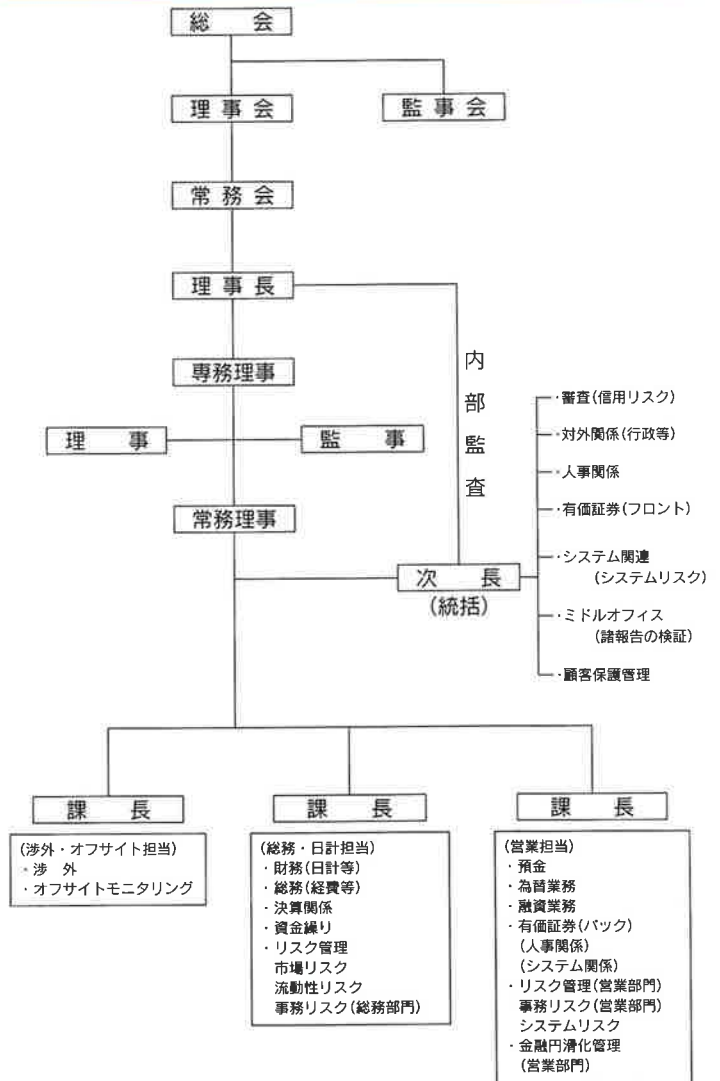 総会
理事会
監事会
常務会
理事長
内部監査
専務理事
理事
監事
常務理事
次長
(統括)
・審査(信用リスク)
・対外関係(行政等)
・人事関係
・有価証券(フロント)
・システム関連
(システムリスク)
・ミドルオフィス
(諸報告の検証)
・顧客保護管理
課長
(渉外・オフサイト担当)
・渉外
・オフサイトモニタリング
課長
(総務・日計担当)
・財務(日計等)
・総務(経費等)
・決算関係
・資金繰り
・リスク管理
市場リスク
流動性リスク
事務リスク(総務部門)
課長
(営業担当)
・預金
・為替業務
・融資業務
・有価証券(バック)
(人事関係)
(システム関係)
・リスク管理(営業部門)
事務リスク(営業部門)
システムリスク
・金融円滑化管理
(営業部門)